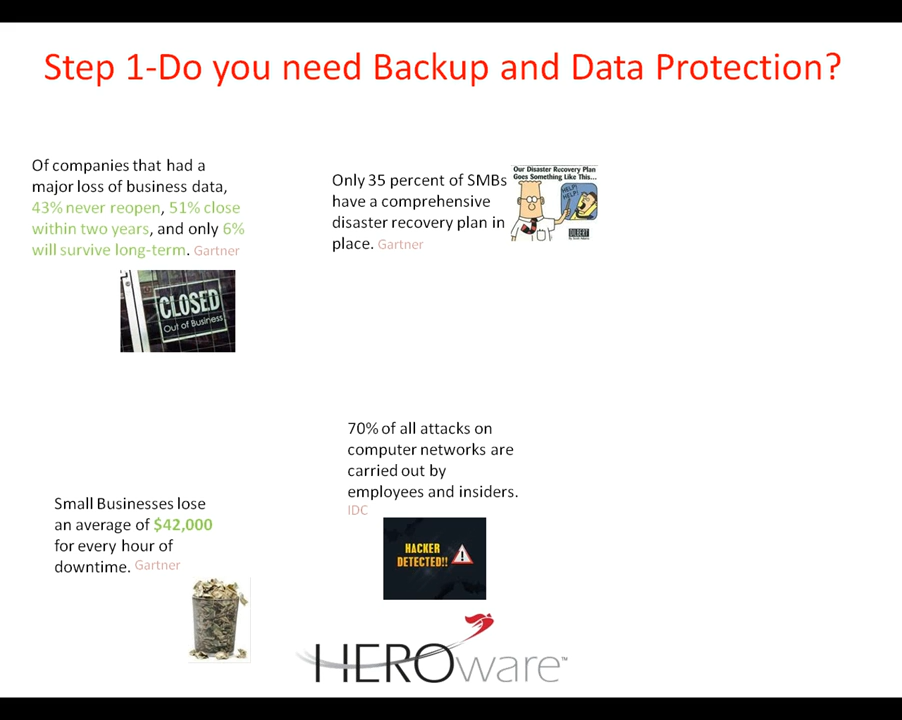 Step 1-Do you need Backup and Data Protection?
Of companies that had a
major loss of business data,
43% never reopen, 51% close
within two years, and only 6%
will survive long-term. Gartner
CLOSED
Out of Business
Only 35 percent of SMBs
have a comprehensive
disaster recovery plan in
place. Gartner
Our Disaster Recovery Plan
Goes Something Like This...
HELP!
HELP!
DILBERT
70% of all attacks on
computer networks are
carried out by
employees and insiders.
IDC
HACKER
DETECTED!!
Small Businesses lose
an average of $42,000
for every hour of
downtime. Gartner
HEROware™